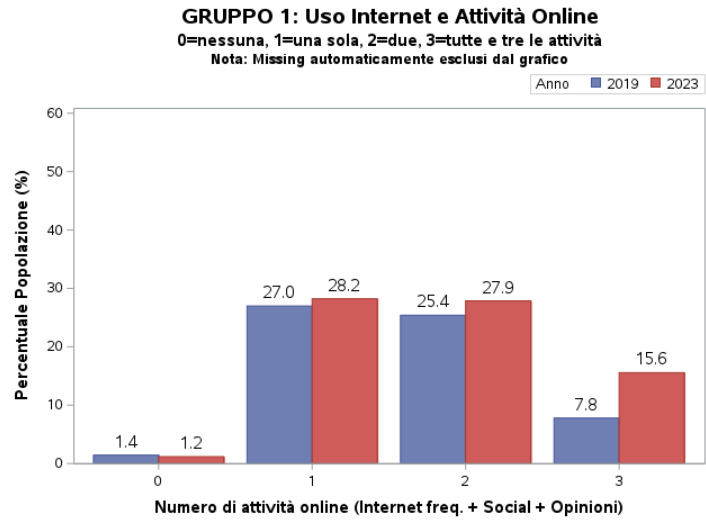 GRUPPO 1: Uso Internet e Attività Online
0=nessuna, 1=una sola, 2=due, 3=tutte e tre le attività
Nota: Missing automaticamente esclusi dal grafico
Anno 2019 2023
Percentuale Popolazione (%)
60
50
40
30
20
10
0
1.4
1.2
27.0
28.2
25.4
27.9
7.8
15.6
0 1 2 3
Numero di attività online (Internet freq. + Social + Opinioni)